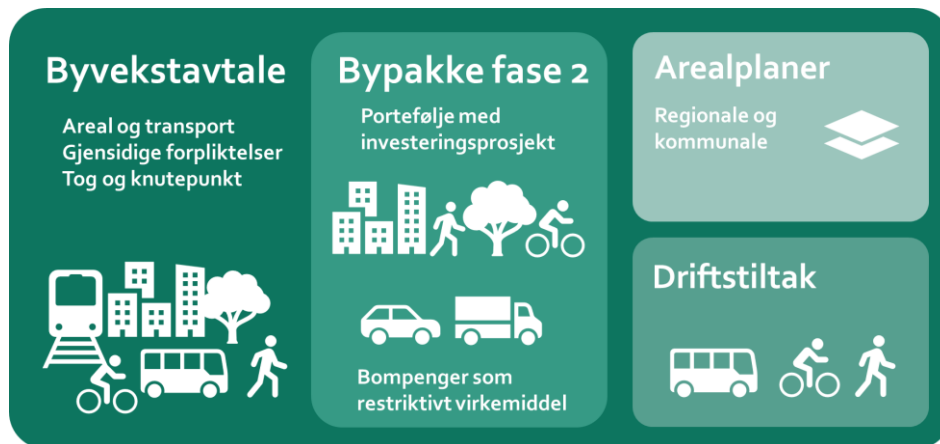 Byvekstavtale
Areal og transport
Gjensidige forpliktelser
Tog og knutepunkt
Bypakke fase 2
Portefølje med
investeringsprosjekt
Bompenger som
restriktivt virkemiddel
Arealplaner
Regionale og
kommunale
Driftstiltak